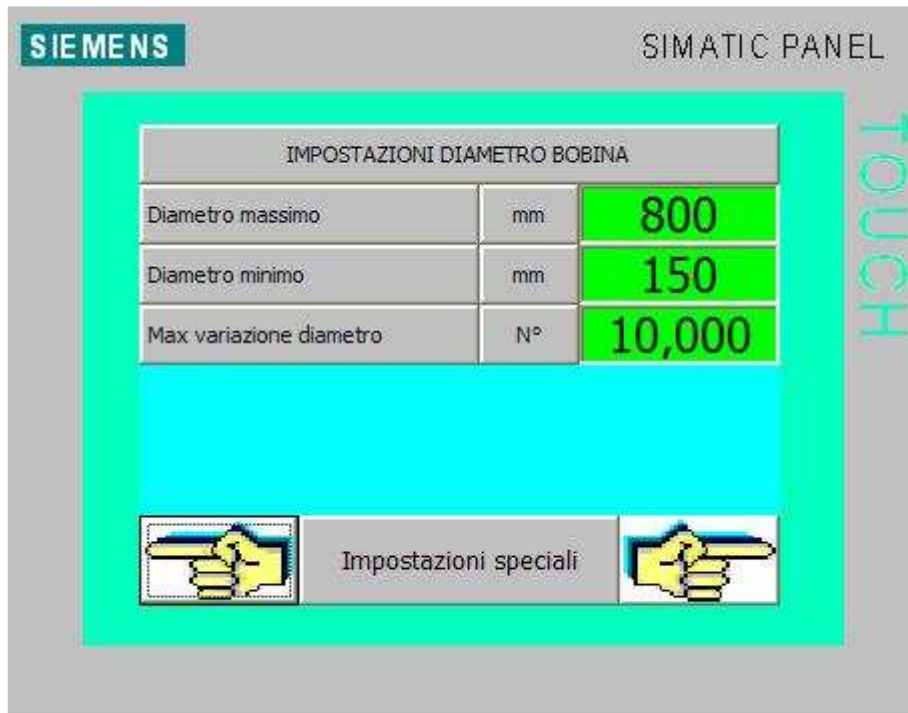 SIEMENS
SIMATIC PANEL
TOUCH
IMPOSTAZIONI DIAMETRO BOBINA
Diametro massimo mm 800
Diametro minimo mm 150
Max variazione diametro N° 10,000
Impostazioni speciali